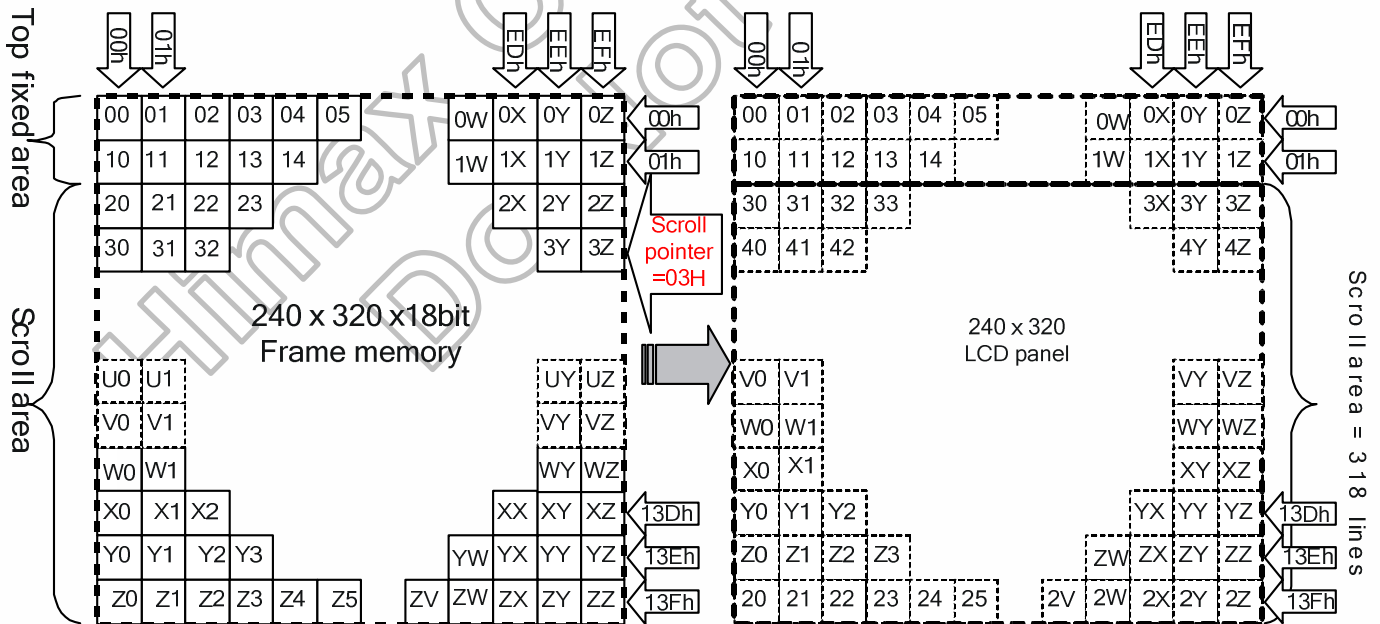 00h 01h EDh EEh EFh 00h 01h EDh EEh EFh
Top fixed area
00 01 02 03 04 05 0W 0X 0Y 0Z 00h 00 01 02 03 04 05 0W 0X 0Y 0Z 00h
10 11 12 13 14 1W 1X 1Y 1Z 01h 10 11 12 13 14 1W 1X 1Y 1Z 01h
20 21 22 23 2X 2Y 2Z 30 31 32 33 3X 3Y 3Z
30 31 32 3Y 3Z 40 41 42 4Y 4Z
Scroll
pointer
=03H
Scroll area
240 x 320 x18bit
Frame memory
240 x 320
LCD panel
Scroll area = 318 lines
U0 U1 UY UZ V0 V1 VY VZ
V0 V1 VY VZ W0 W1 WY WZ
W0 W1 WY WZ X0 X1 XY XZ
X0 X1 X2 XX XY XZ 13Dh Y0 Y1 Y2 YX YY YZ 13Dh
Y0 Y1 Y2 Y3 YW YX YY YZ 13Eh Z0 Z1 Z2 Z3 ZW ZX ZY ZZ 13Eh
Z0 Z1 Z2 Z3 Z4 Z5 ZV ZW ZX ZY ZZ 13Fh 20 21 22 23 24 25 2V 2W 2X 2Y 2Z 13Fh
Himax